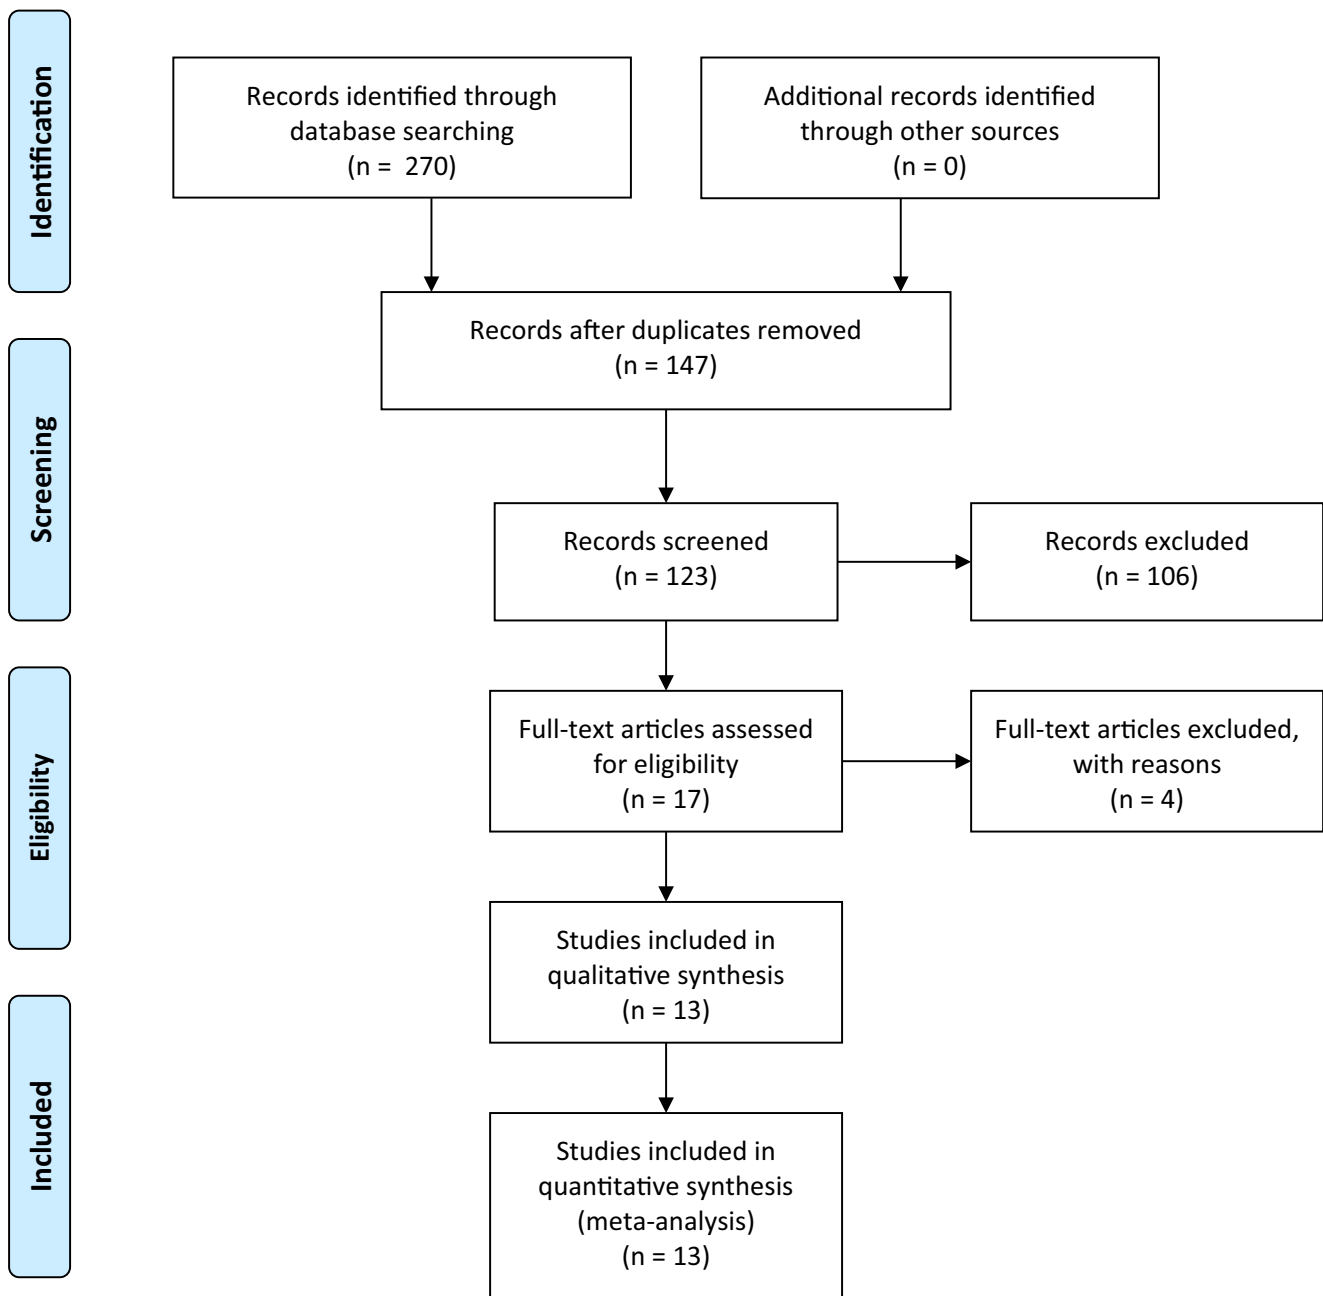 Identification
Records identified through
database searching
(n = 270)
Additional records identified
through other sources
(n = 0)
Records after duplicates removed
(n = 147)
Screening
Records screened
(n = 123)
Records excluded
(n = 106)
Eligibility
Full-text articles assessed
for eligibility
(n = 17)
Full-text articles excluded,
with reasons
(n = 4)
Studies included in
qualitative synthesis
(n = 13)
Included
Studies included in
quantitative synthesis
(meta-analysis)
(n = 13)